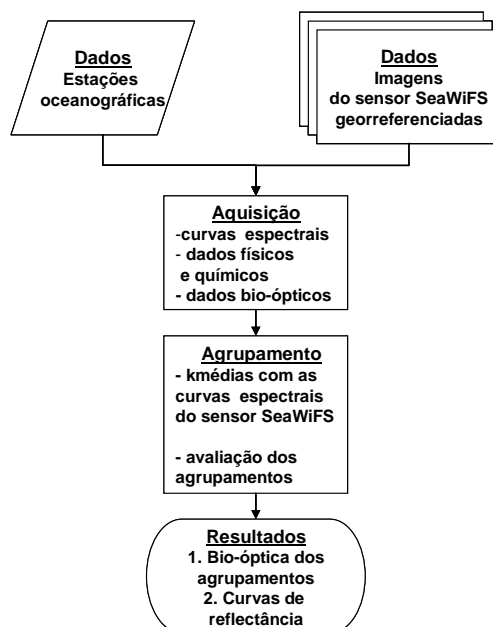 Dados
Estações
oceanográficas
Dados
Imagens
do sensor SeaWiFS
georreferenciadas
Aquisição
-curvas espectrais
- dados físicos
e químicos
- dados bio-ópticos
Agrupamento
- kmédias com as
curvas espectrais
do sensor SeaWiFS
- avaliação dos
agrupamentos
Resultados
1. Bio-óptica dos
agrupamentos
2. Curvas de
reflectância